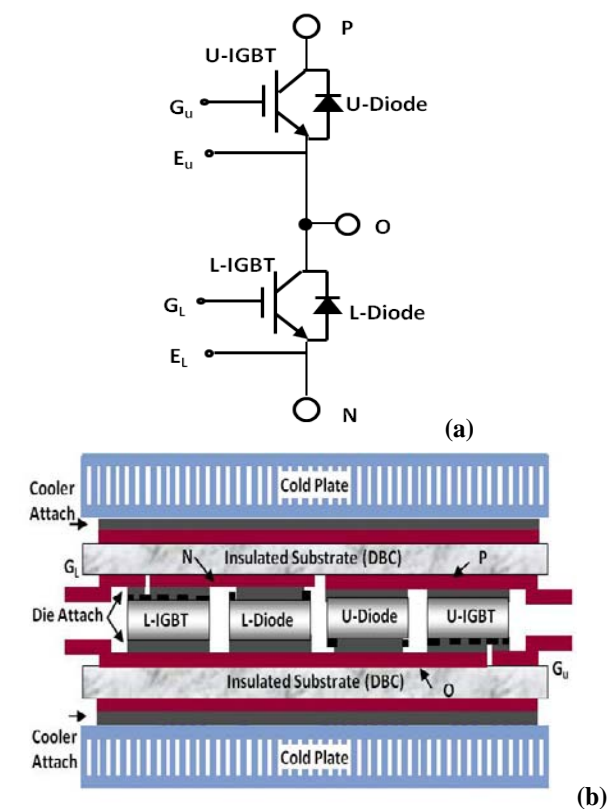 P
U-IGBT
Gu
U-Diode
Eu
O
L-IGBT
GL
L-Diode
EL
N
(a)
Cold Plate
Cooler
Attach
Insulated Substrate (DBC)
N
P
GL
Die Attach
L-IGBT
L-Diode
U-Diode
U-IGBT
Insulated Substrate (DBC)
O
Gu
Cooler
Attach
Cold Plate
(b)